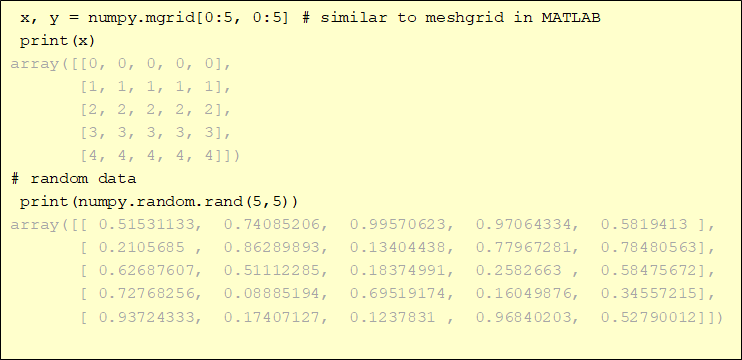 x, y = numpy.mgrid[0:5, 0:5] # similar to meshgrid in MATLAB
print(x)
array([[0, 0, 0, 0, 0],
[1, 1, 1, 1, 1],
[2, 2, 2, 2, 2],
[3, 3, 3, 3, 3],
[4, 4, 4, 4, 4]])
# random data
print(numpy.random.rand(5,5))
array([[ 0.51531133, 0.74085206, 0.99570623, 0.97064334, 0.5819413 ],
[ 0.2105685 , 0.86289893, 0.13404438, 0.77967281, 0.78480563],
[ 0.62687607, 0.51112285, 0.18374991, 0.2582663 , 0.58475672],
[ 0.72768256, 0.08885194, 0.69519174, 0.16049876, 0.34557215],
[ 0.93724333, 0.17407127, 0.1237831 , 0.96840203, 0.52790012]])